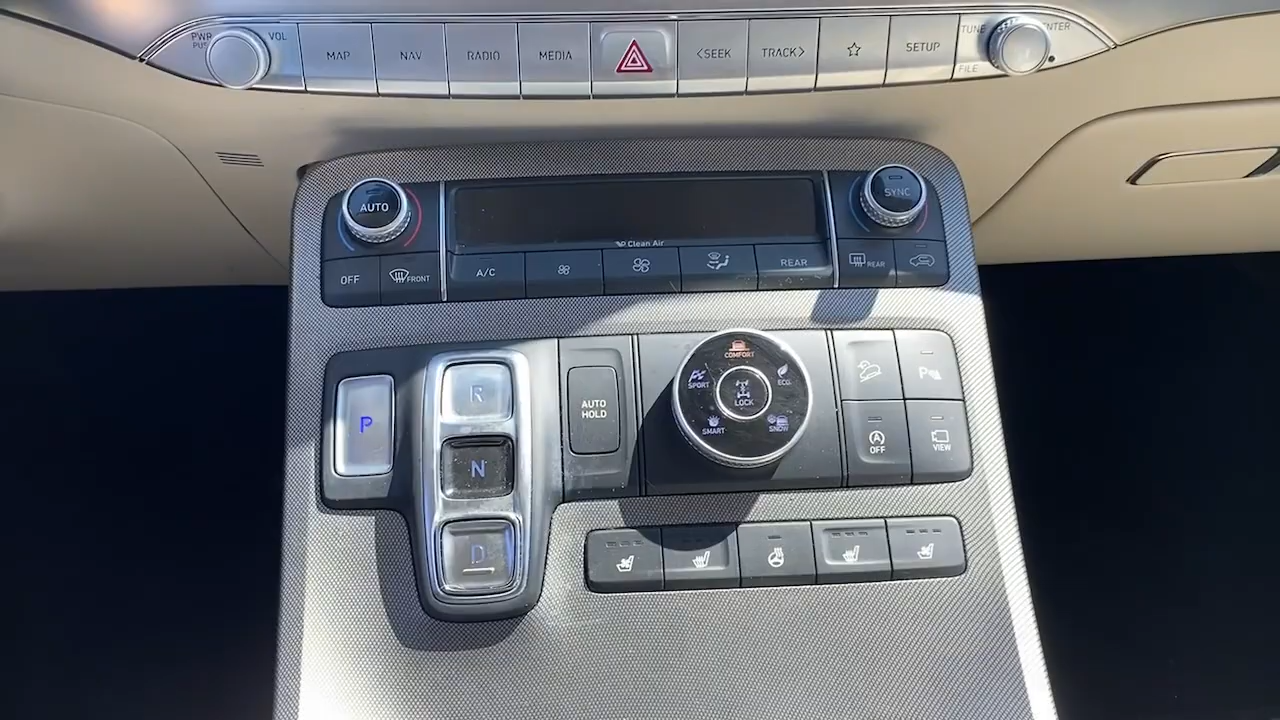 PWR VOL
PUSH
MAP
NAV
RADIO
MEDIA
<SEEK
TRACK>
☆
SETUP
TUNE ENTER
FILE
AUTO
SYNC
Clean Air
OFF
FRONT
A/C
REAR
REAR
P
R
N
D
AUTO
HOLD
COMFORT
SPORT
ECO
LOCK
SMART
SNOW
P
A
OFF
VIEW